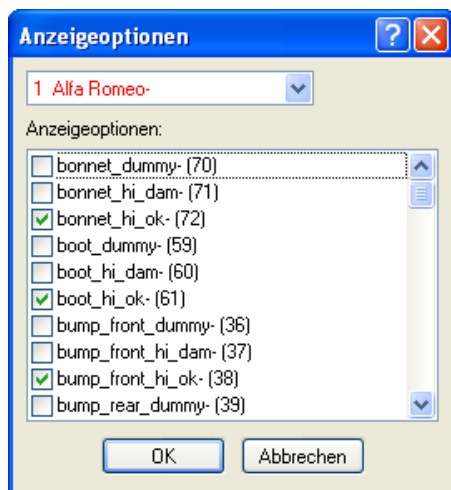 Anzeigeoptionen
1 Alfa Romeo-
Anzeigeoptionen:
bonnet_dummy- (70)
bonnet_hi_dam- (71)
bonnet_hi_ok- (72)
boot_dummy- (59)
boot_hi_dam- (60)
boot_hi_ok- (61)
bump_front_dummy- (36)
bump_front_hi_dam- (37)
bump_front_hi_ok- (38)
bump_rear_dummy- (39)
OK Abbrechen